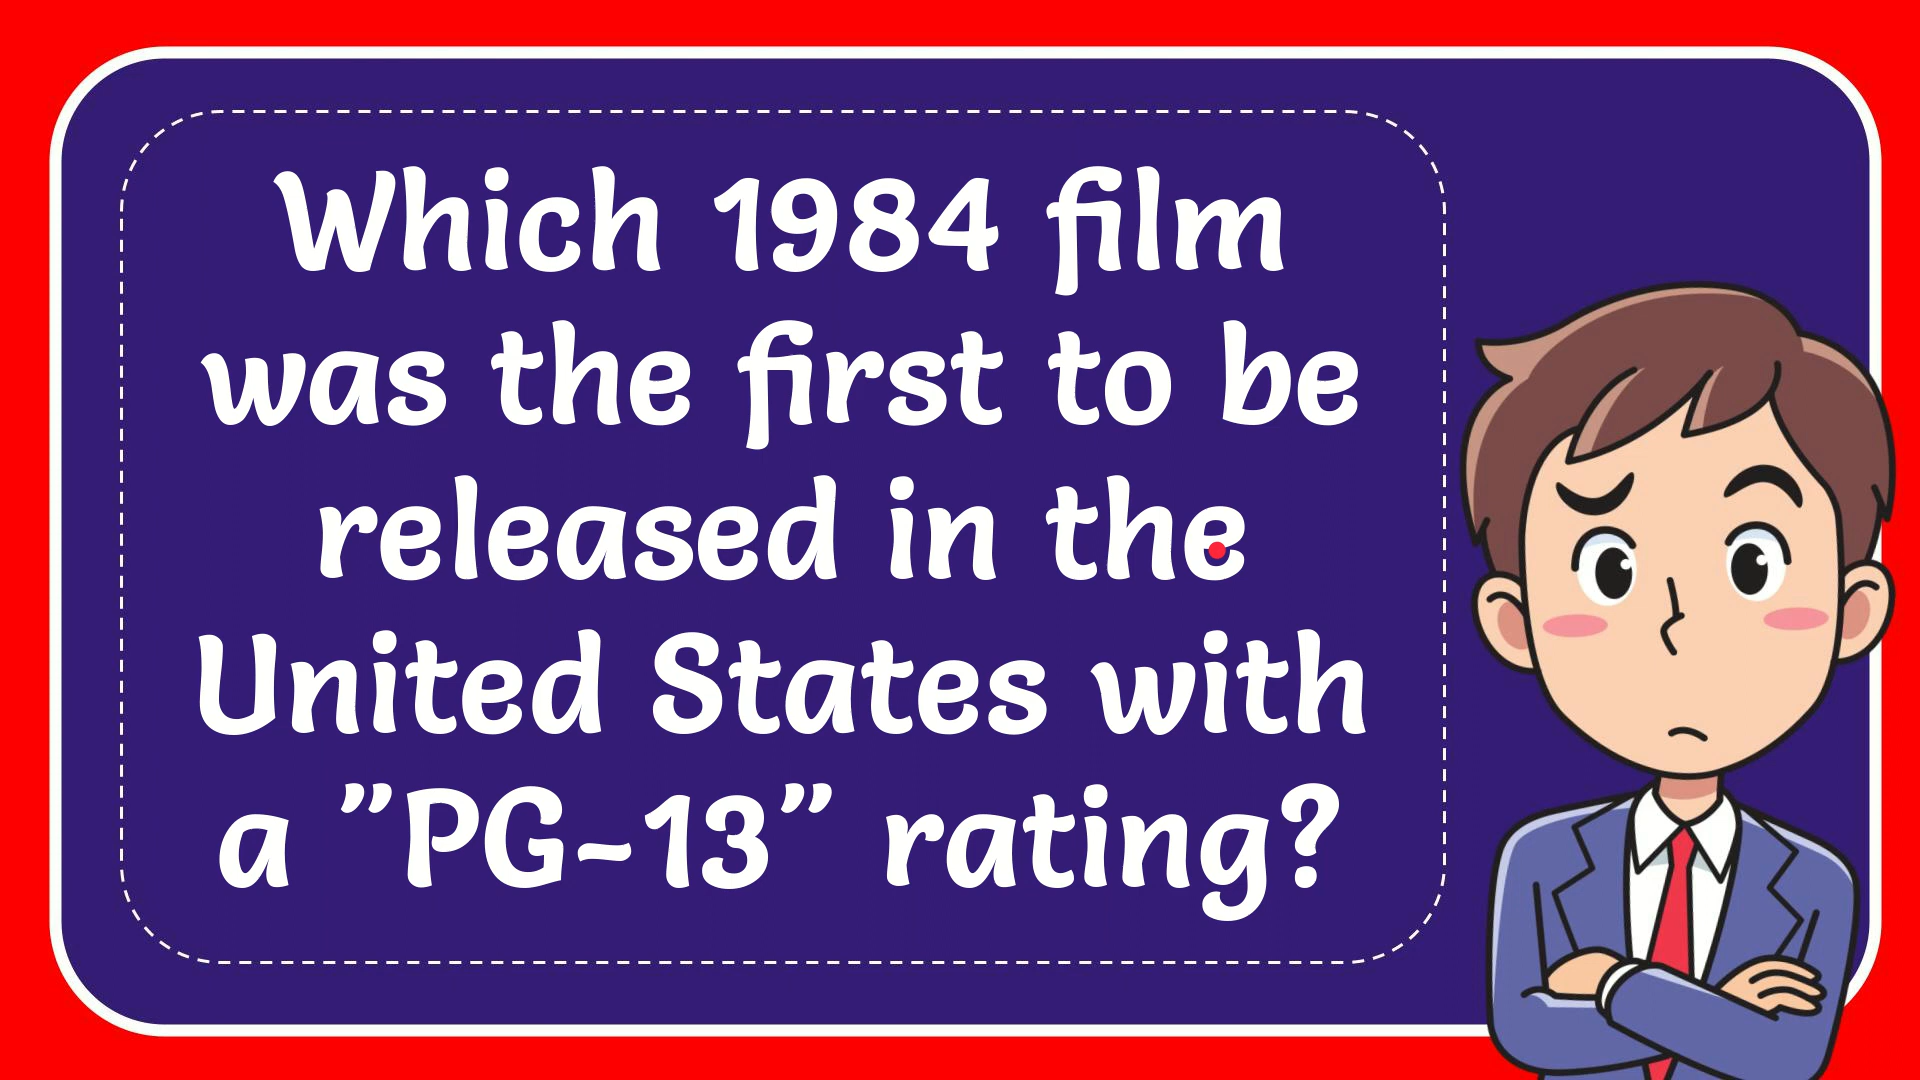 Which 1984 film
was the first to be
released in the
United States with
a "PG-13" rating?